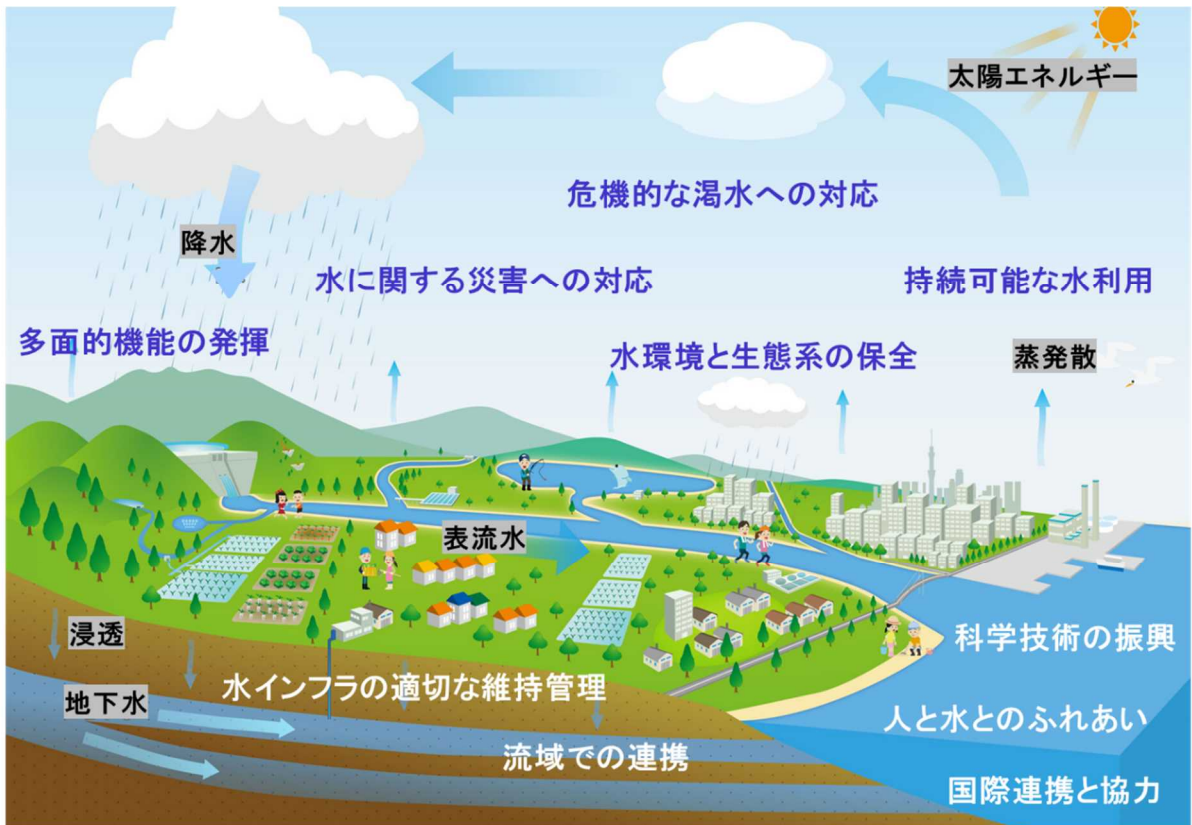 太陽エネルギー
危機的な渇水への対応
降水
水に関する災害への対応
持続可能な水利用
多面的機能の発揮
水環境と生態系の保全
蒸発散
表流水
浸透
科学技術の振興
水インフラの適切な維持管理
地下水
人と水とのふれあい
流域での連携
国際連携と協力